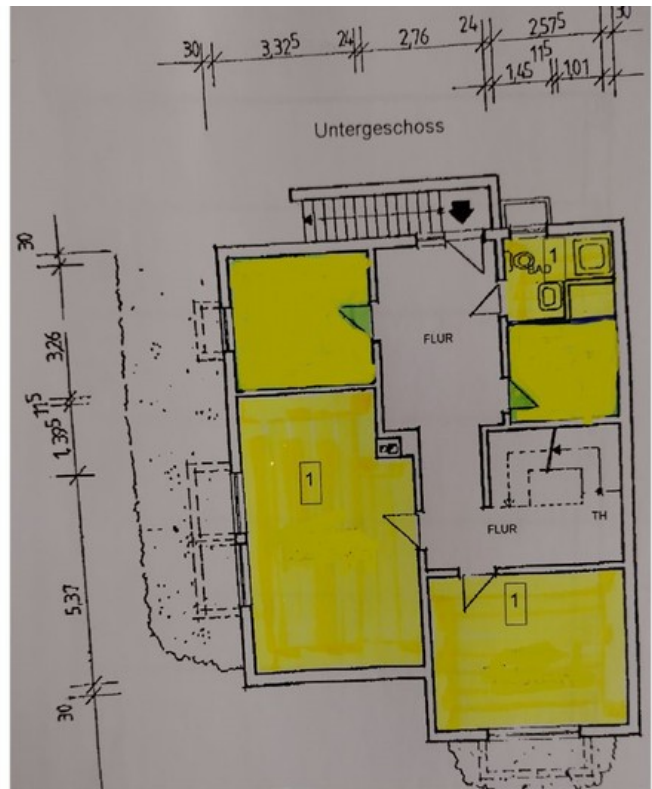 30 3,32⁵ 24 2,76 24 2,57⁵ 30
11⁵
1,45 1,01
Untergeschoss
30
3,26
11⁵
1,39⁵
5,37
30
1
BAD
FLUR
1
FLUR
TH
1